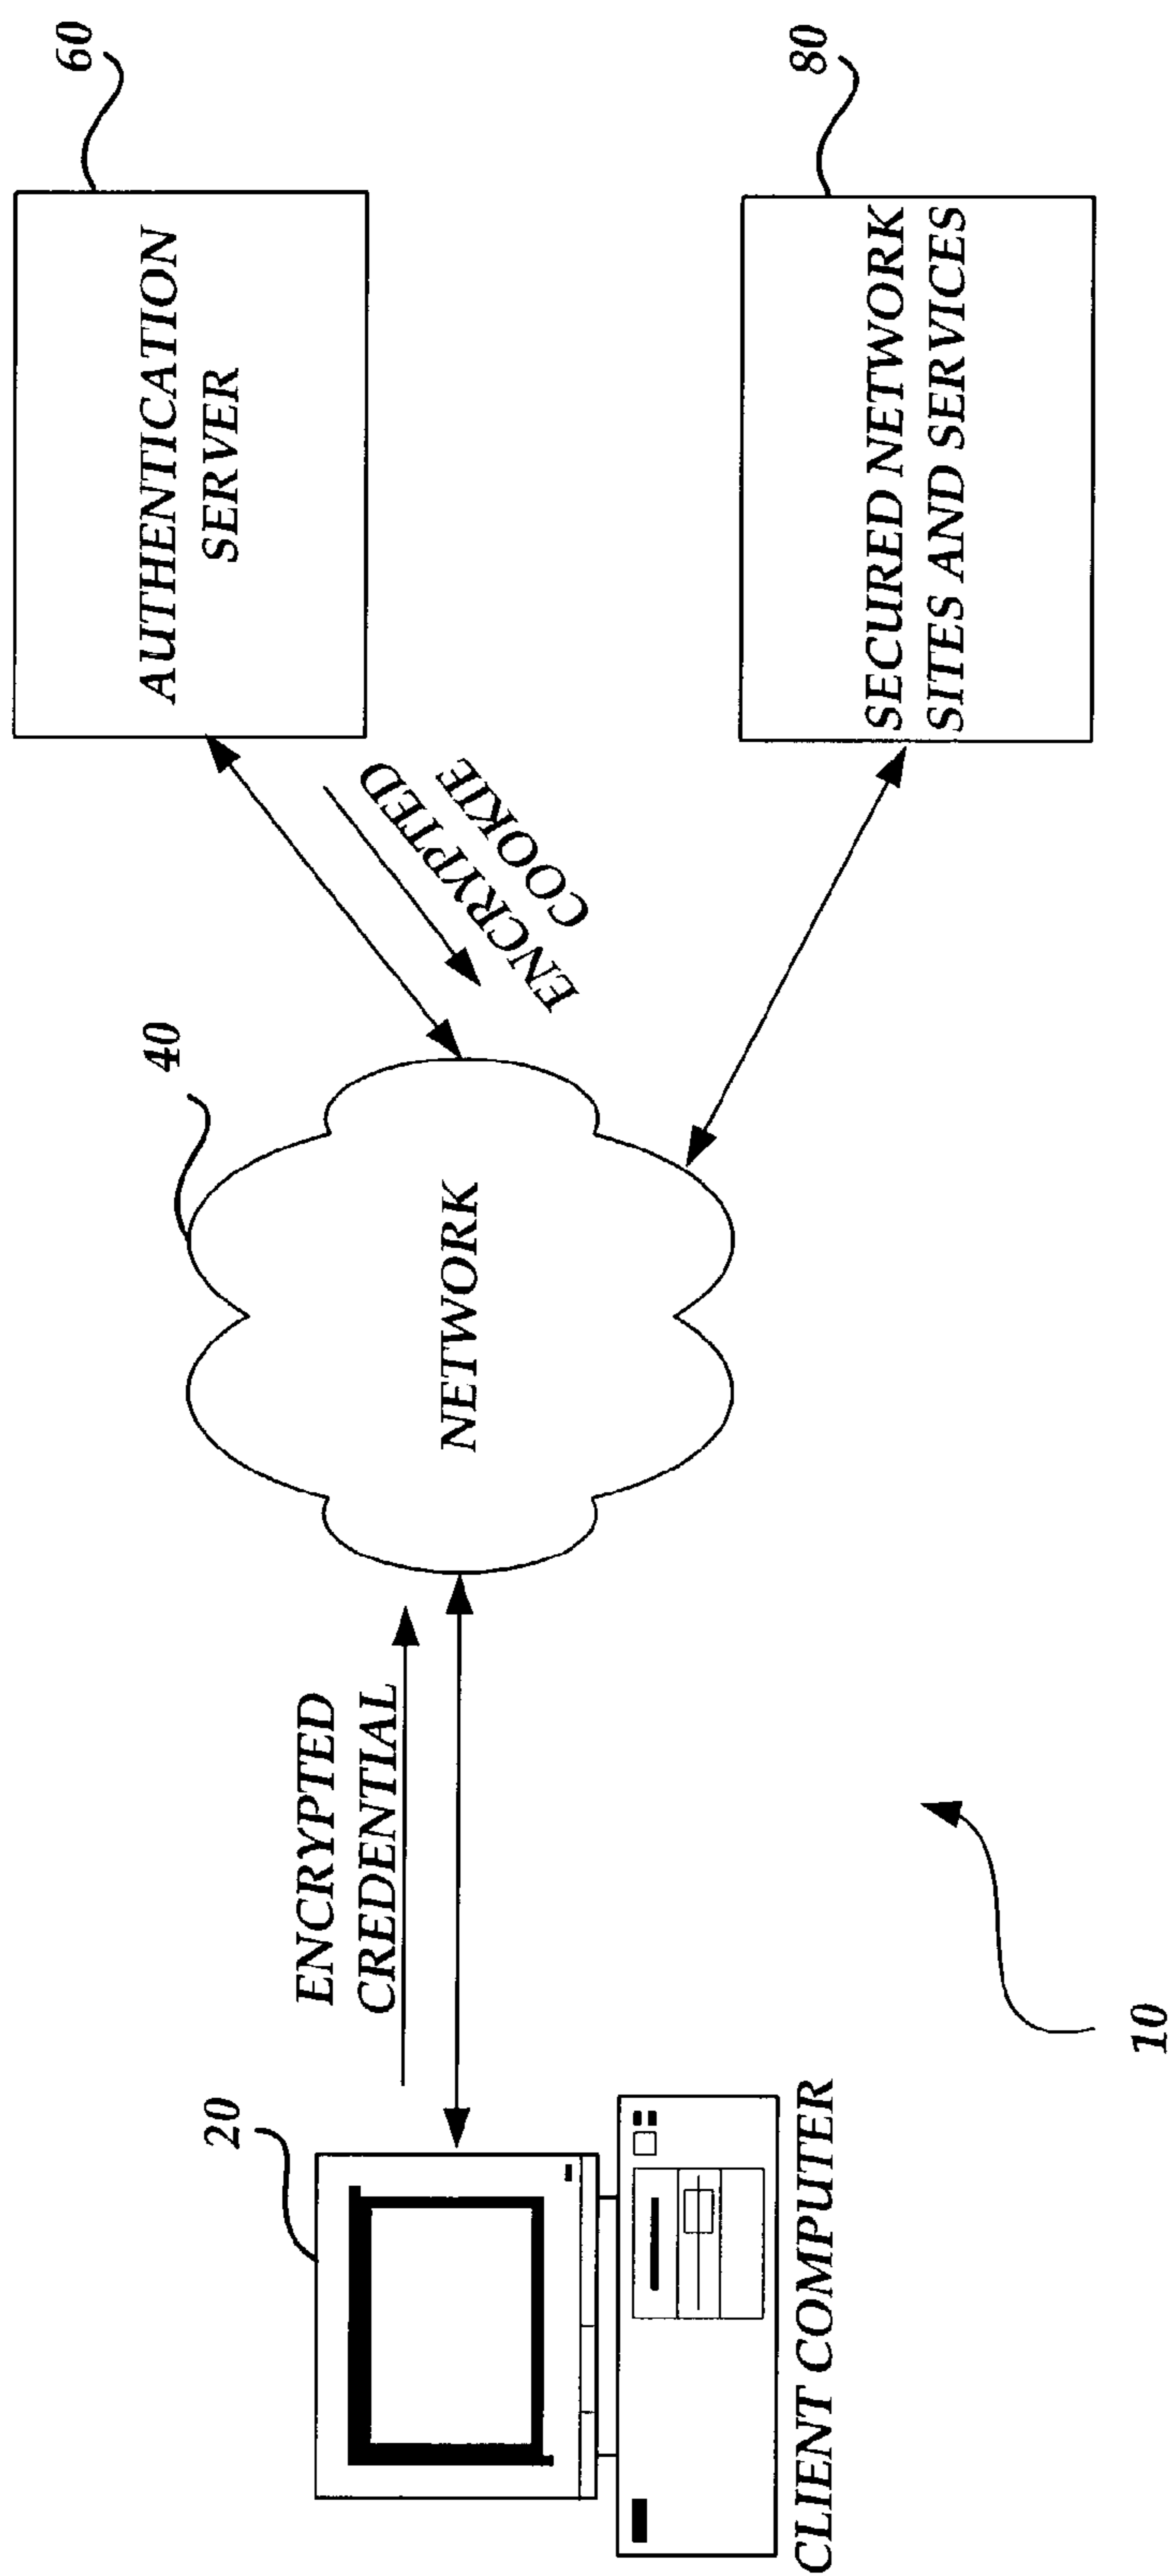 20
ENCRYPTED
CREDENTIAL
CLIENT COMPUTER
40
NETWORK
ENCRYPTED
COOKIE
60
AUTHENTICATION
SERVER
80
SECURED NETWORK
SITES AND SERVICES
10